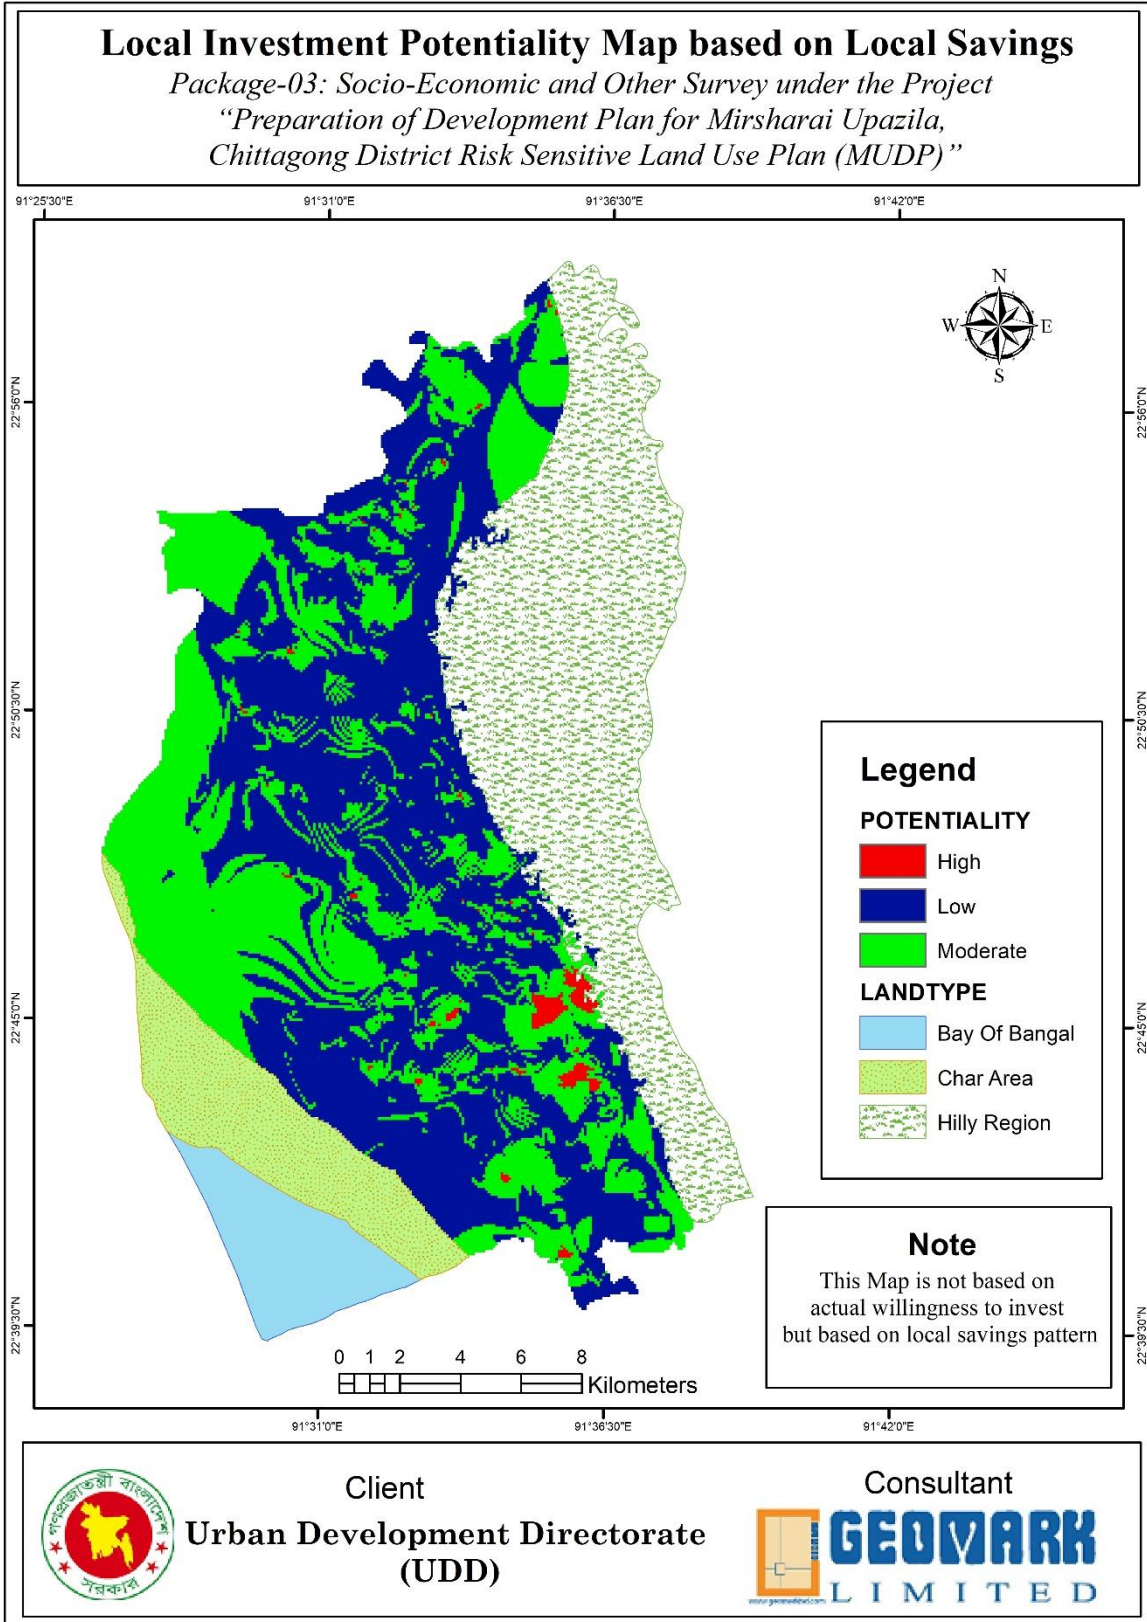 Local Investment Potentiality Map based on Local Savings
Package-03: Socio-Economic and Other Survey under the Project
“Preparation of Development Plan for Mirsharai Upazila,
Chittagong District Risk Sensitive Land Use Plan (MUDP)”
91°25'30"E 91°31'0"E 91°36'30"E 91°42'0"E
N
W E
S
22°56'0"N 22°56'0"N
22°50'30"N 22°50'30"N
22°45'0"N 22°45'0"N
22°39'30"N 22°39'30"N
Legend
POTENTIALITY
High
Low
Moderate
LANDTYPE
Bay Of Bangal
Char Area
Hilly Region
Note
This Map is not based on
actual willingness to invest
but based on local savings pattern
0 1 2 4 6 8
Kilometers
91°31'0"E 91°36'30"E 91°42'0"E
গণপ্রজাতন্ত্রী বাংলাদেশ
সরকার
Client
Urban Development Directorate
(UDD)
Consultant
GEOMARK
LIMITED